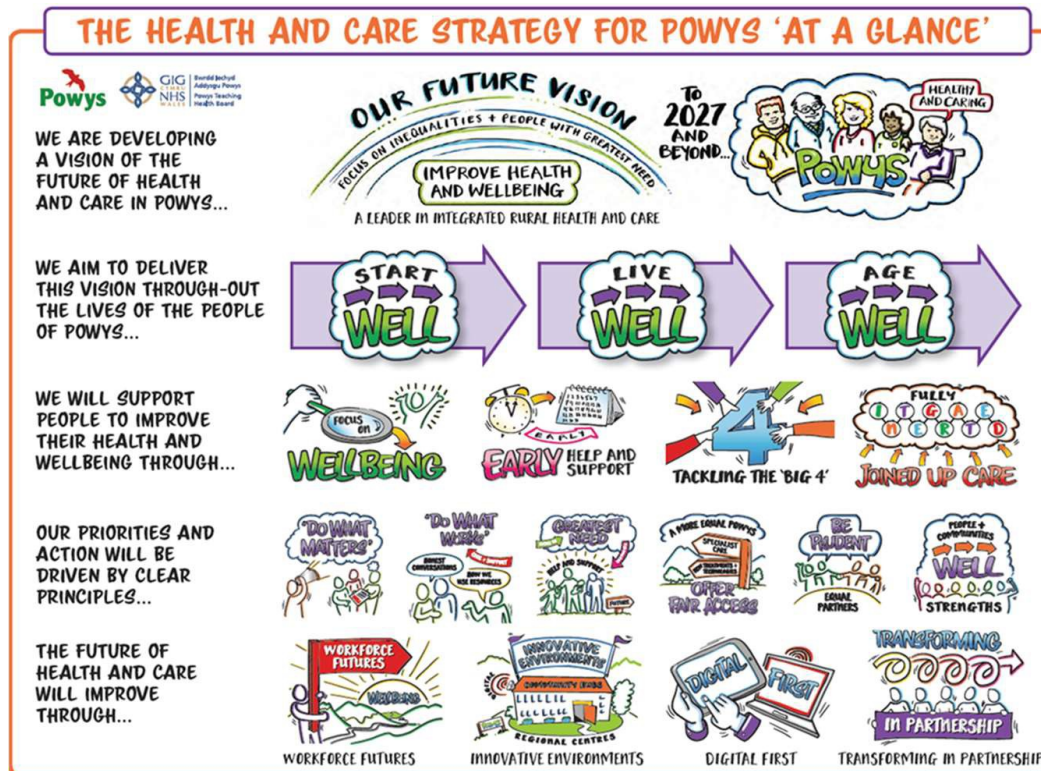 THE HEALTH AND CARE STRATEGY FOR POWYS 'AT A GLANCE'
Powys
GIG
CYMRU
NHS
WALES
Bwrdd Iechyd
Addysgu Powys
Powys Teaching
Health Board
WE ARE DEVELOPING
A VISION OF THE
FUTURE OF HEALTH
AND CARE IN POWYS...
OUR FUTURE VISION
FOCUS ON INEQUALITIES + PEOPLE WITH GREATEST NEED
IMPROVE HEALTH
AND WELLBEING
A LEADER IN INTEGRATED RURAL HEALTH AND CARE
TO
2027
AND
BEYOND...
HEALTHY
AND CARING
POWYS
WE AIM TO DELIVER
THIS VISION THROUGH-OUT
THE LIVES OF THE PEOPLE
OF POWYS...
START
WELL
LIVE
WELL
AGE
WELL
WE WILL SUPPORT
PEOPLE TO IMPROVE
THEIR HEALTH AND
WELLBEING THROUGH...
FOCUS
ON
WELLBEING
EARLY
EARLY HELP AND
SUPPORT
4
TACKLING THE 'BIG 4'
FULLY
I T G A E
N E R T D
JOINED UP CARE
OUR PRIORITIES AND
ACTION WILL BE
DRIVEN BY CLEAR
PRINCIPLES...
'DO WHAT
MATTERS'
'DO WHAT
WORKS'
HONEST
CONVERSATIONS
HOW WE
USE RESOURCES
GREATEST
NEED
HELP AND SUPPORT
FUTURE
A MORE EQUAL POWYS
SPECIALIST
CARE
OFFER
FAIR ACCESS
BE
PRUDENT
EQUAL
PARTNERS
PEOPLE +
COMMUNITIES
WELL
STRENGTHS
THE FUTURE OF
HEALTH AND CARE
WILL IMPROVE
THROUGH...
WORKFORCE
FUTURES
WELLBEING
WORKFORCE FUTURES
INNOVATIVE
ENVIRONMENTS
COMMUNITY HUBS
REGIONAL CENTRES
INNOVATIVE ENVIRONMENTS
DIGITAL
FIRST
DIGITAL FIRST
TRANSFORMING
IN PARTNERSHIP
TRANSFORMING IN PARTNERSHIP